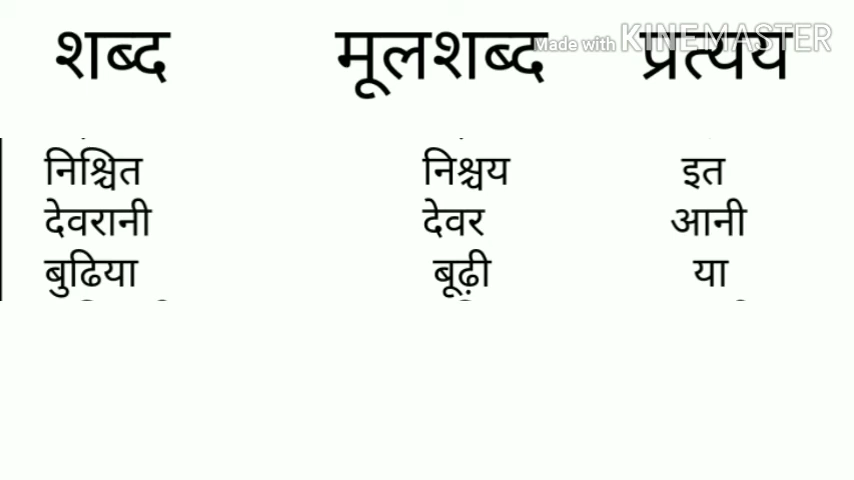 शब्द मूलशब्द प्रत्यय
Made with KINEMASTER
निश्चित निश्चय इत
देवरानी देवर आनी
बुढिया बूढ़ी या